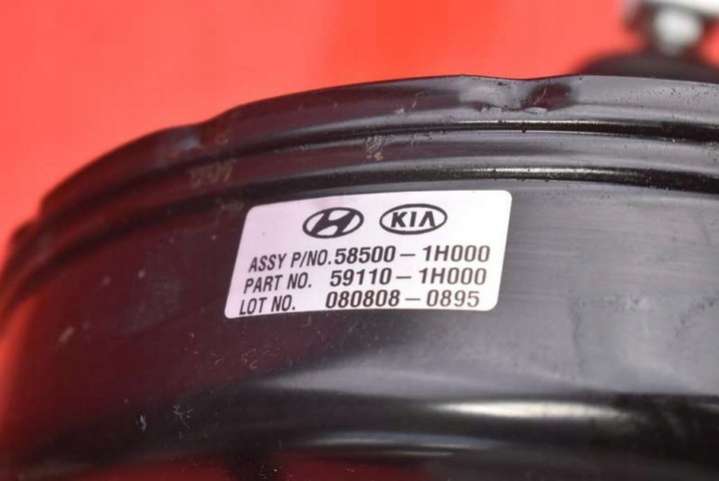 KIA
ASSY P/NO. 58500-1H000
PART NO. 59110-1H000
LOT NO. 080808-0895